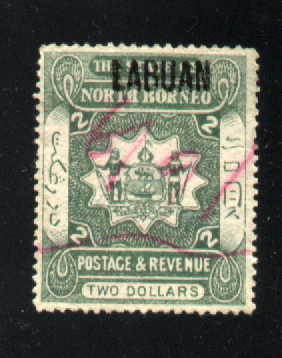 THE
LABUAN
NORTH BORNEO
2 2
2 2
POSTAGE & REVENUE
TWO DOLLARS